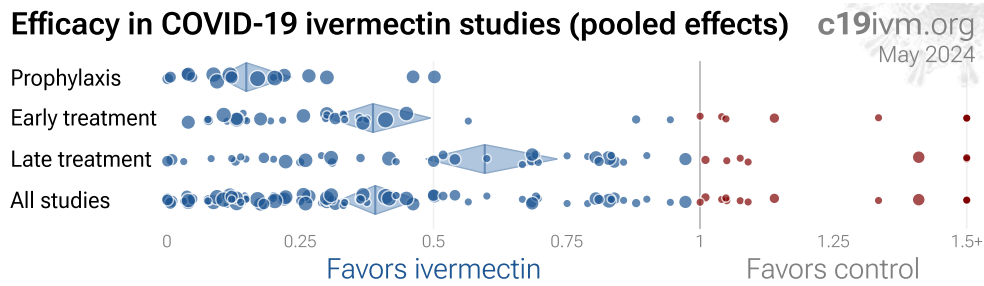 Efficacy in COVID-19 ivermectin studies (pooled effects)
c19ivm.org
May 2024
Prophylaxis
Early treatment
Late treatment
All studies
0 0.25 0.5 0.75 1 1.25 1.5+
Favors ivermectin Favors control